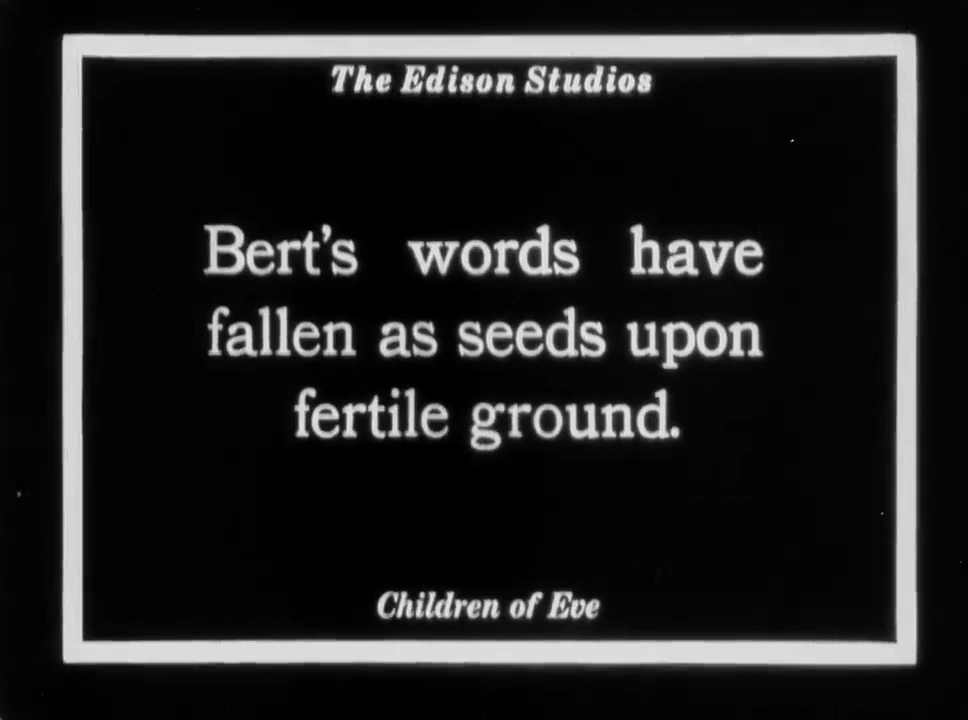 The Edison Studios
Bert's words have
fallen as seeds upon
fertile ground.
Children of Eve